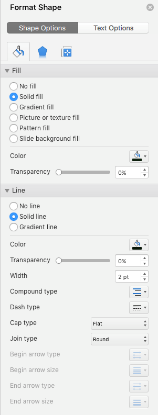 Format Shape
Shape Options Text Options
Fill
No fill
Solid fill
Gradient fill
Picture or texture fill
Pattern fill
Slide background fill
Color
Transparency 0%
Line
No line
Solid line
Gradient line
Color
Transparency 0%
Width 2 pt
Compound type
Dash type
Cap type Flat
Join type Round
Begin arrow type
Begin arrow size
End arrow type
End arrow size